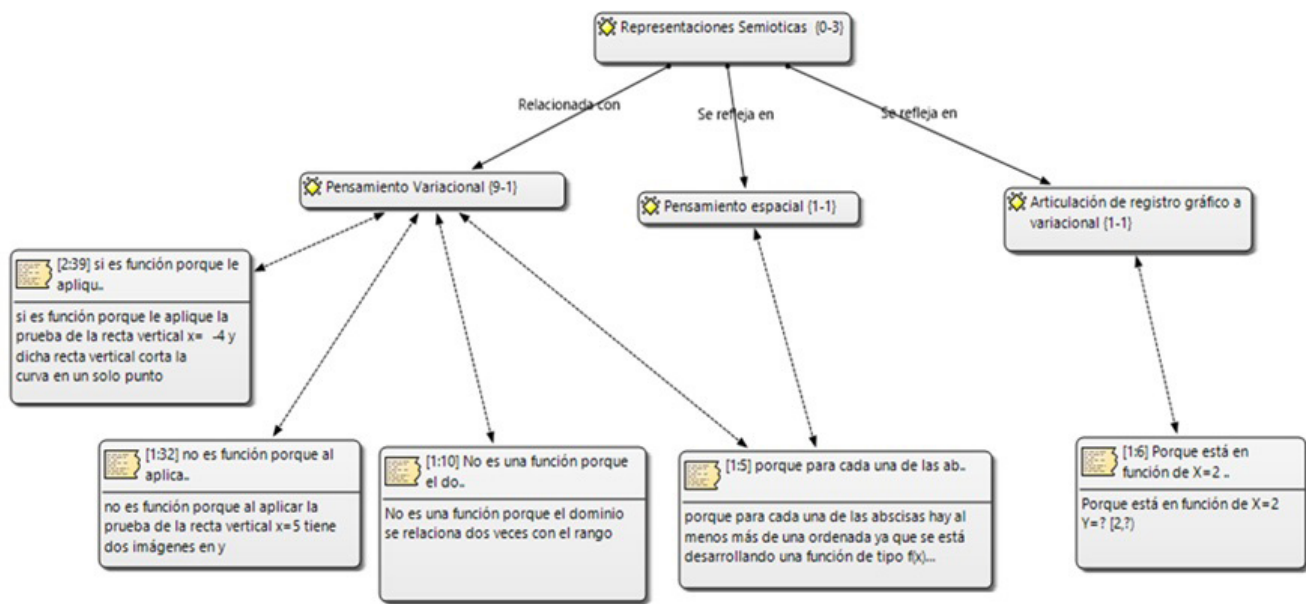 Representaciones Semioticas {0-3}
Relacionada con
Se refleja en
Se refleja en
Pensamiento Variacional {9-1}
Pensamiento espacial {1-1}
Articulación de registro gráfico a
variacional {1-1}
[2:39] si es función porque le
apliqu..
si es función porque le aplique la
prueba de la recta vertical x= -4 y
dicha recta vertical corta la
curva en un solo punto
[1:32] no es función porque al
aplica..
no es función porque al aplicar la
prueba de la recta vertical x=5 tiene
dos imágenes en y
[1:10] No es una función porque
el do..
No es una función porque el dominio
se relaciona dos veces con el rango
[1:5] porque para cada una de las ab..
porque para cada una de las abscisas hay al
menos más de una ordenada ya que se está
desarrollando una función de tipo f(x)...
[1:6] Porque está en
función de X=2 ..
Porque está en función de X=2
Y=? [2,?)